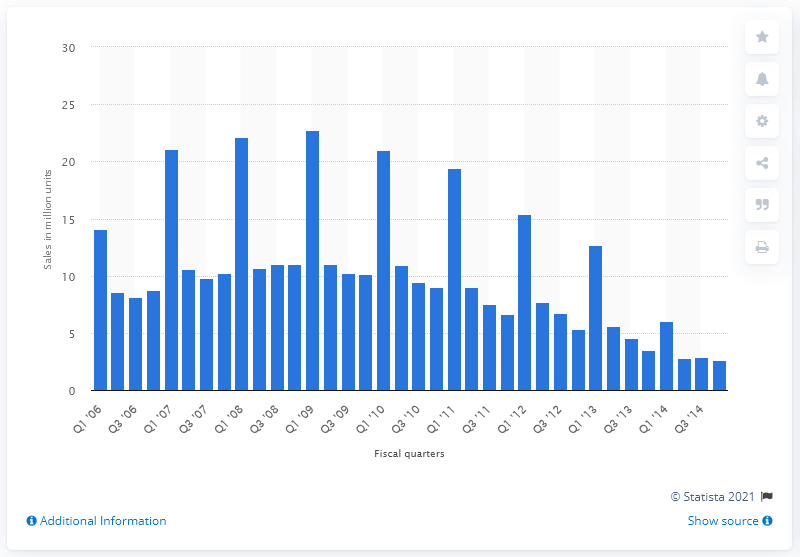 30
25
20
15
10
5
0
Sales in million units
Q1 '06
Q3 '06
Q1 '07
Q3 '07
Q1 '08
Q3 '08
Q1 '09
Q3 '09
Q1 '10
Q3 '10
Q1 '11
Q3 '11
Q1 '12
Q3 '12
Q1 '13
Q3 '13
Q1 '14
Q3 '14
Fiscal quarters
© Statista 2021
Additional Information
Show source